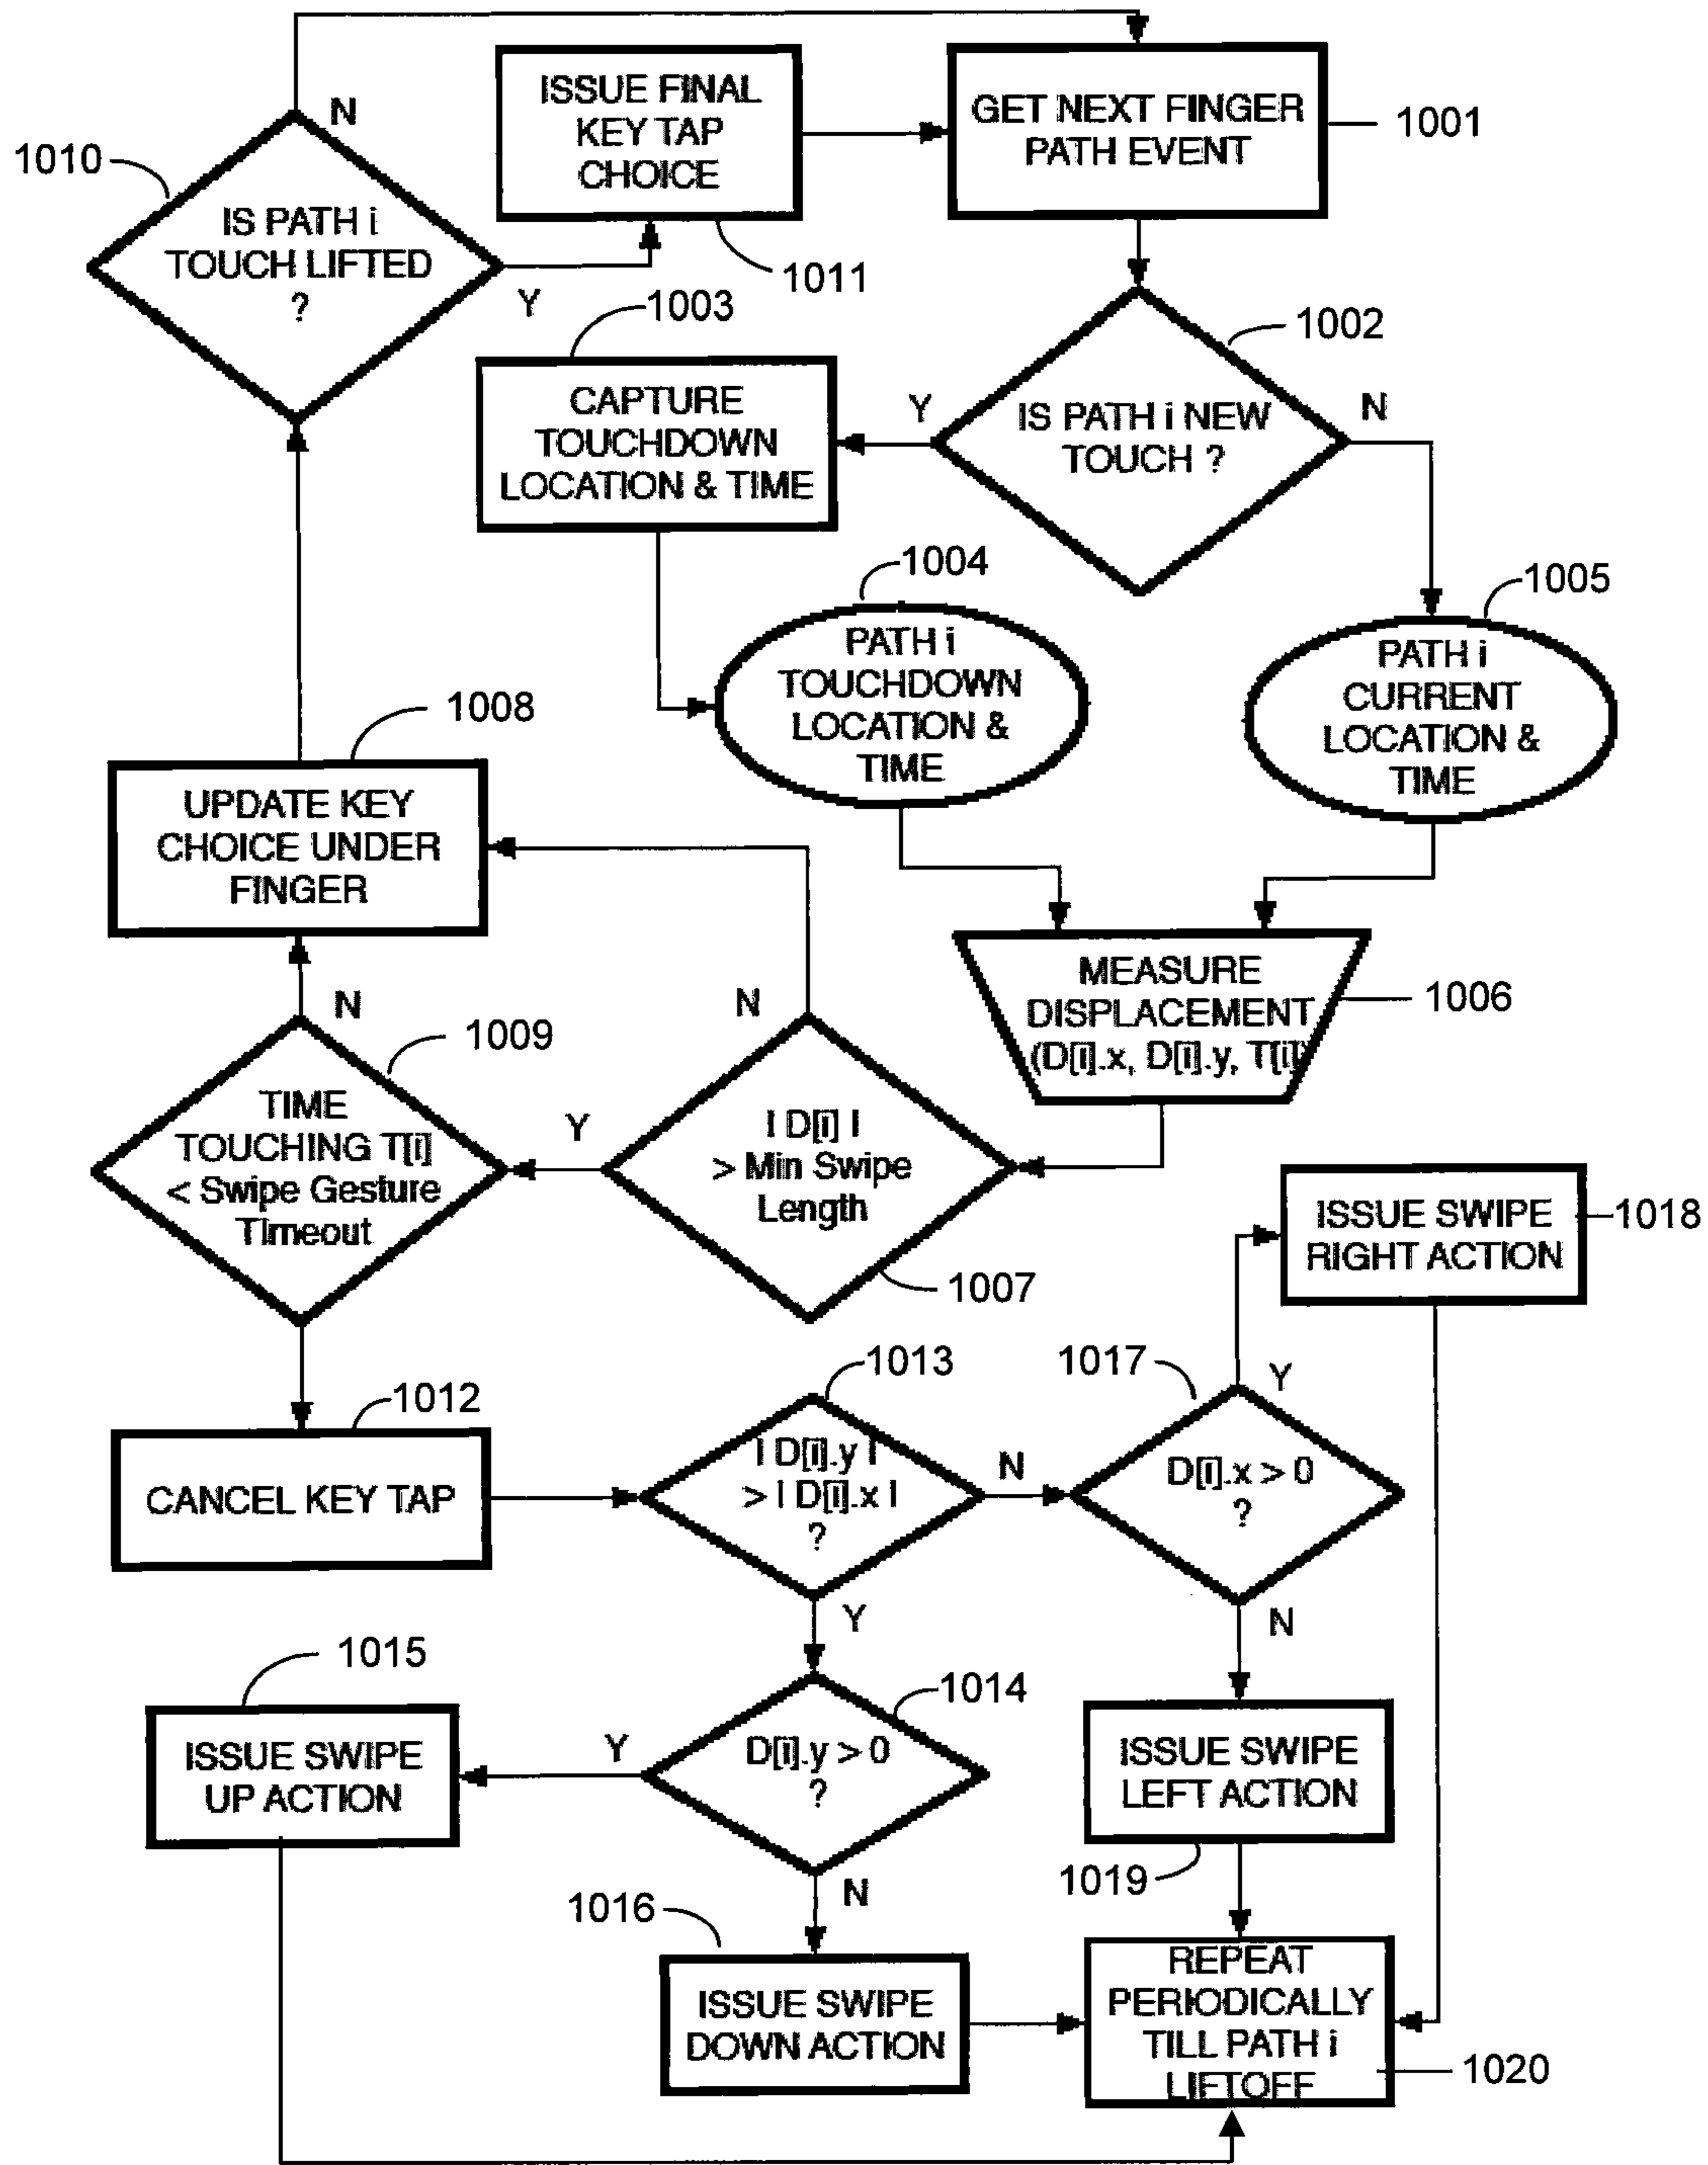 N
1010
IS PATH i
TOUCH LIFTED
?
Y
ISSUE FINAL
KEY TAP
CHOICE
1011
GET NEXT FINGER
PATH EVENT
1001
1002
IS PATH i NEW
TOUCH ?
Y
N
1003
CAPTURE
TOUCHDOWN
LOCATION & TIME
1004
PATH i
TOUCHDOWN
LOCATION &
TIME
1005
PATH i
CURRENT
LOCATION &
TIME
1008
UPDATE KEY
CHOICE UNDER
FINGER
MEASURE
DISPLACEMENT
(D[i].x, D[i].y, T[i])
1006
N
1009
TIME
TOUCHING T[i]
< Swipe Gesture
Timeout
Y
N
| D[i] |
> Min Swipe
Length
1007
ISSUE SWIPE
RIGHT ACTION
1018
1012
CANCEL KEY TAP
1013
| D[i].y |
> | D[i].x |
?
N
Y
1017
Y
D[i].x > 0
?
N
1015
ISSUE SWIPE
UP ACTION
Y
1014
D[i].y > 0
?
N
ISSUE SWIPE
LEFT ACTION
1019
1016
ISSUE SWIPE
DOWN ACTION
REPEAT
PERIODICALLY
TILL PATH i
LIFTOFF
1020